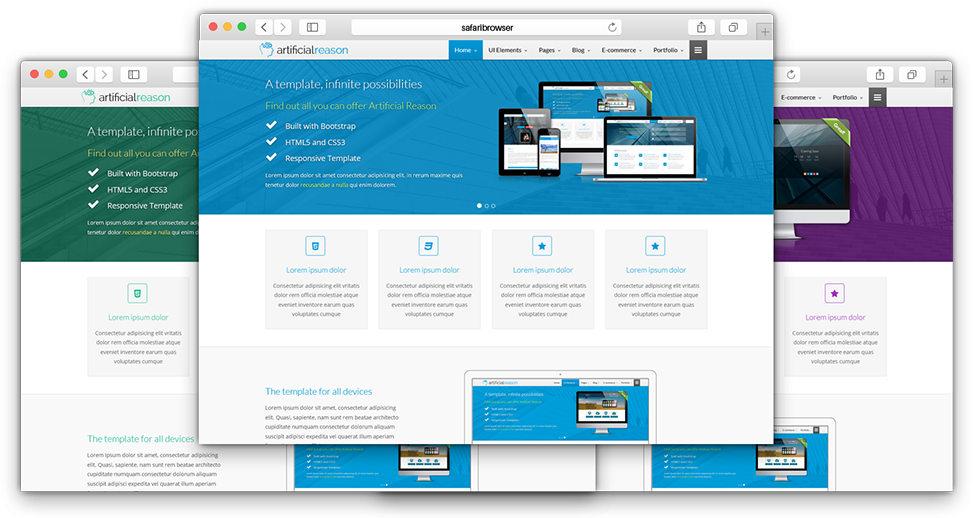 safaribrowser
artificialreason
Home
UI Elements
Pages
Blog
E-commerce
Portfolio
A template, infinite possibilities
Find out all you can offer Artificial Reason
Built with Bootstrap
HTML5 and CSS3
Responsive Template
Lorem ipsum dolor sit amet consectetur adipisicing elit. In rerum maxime quis
tenetur dolor recusandae a nulla qui enim dolorem.
Great
Lorem ipsum dolor
Consectetur adipisicing elit vritatis
dolor rem officia molestiae atque
eveniet inventore earum quas
voluptates cumque
Lorem ipsum dolor
Consectetur adipisicing elit vritatis
dolor rem officia molestiae atque
eveniet inventore earum quas
voluptates cumque
Lorem ipsum dolor
Consectetur adipisicing elit vritatis
dolor rem officia molestiae atque
eveniet inventore earum quas
voluptates cumque
Lorem ipsum dolor
Consectetur adipisicing elit vritatis
dolor rem officia molestiae atque
eveniet inventore earum quas
voluptates cumque
The template for all devices
Lorem ipsum dolor sit amet, consectetur adipisicing
elit. Quasi, sapiente, nam suscipit estrum esse
cupiditate numquam consectetur dolorum aliquam
suscipit adipisci expedita vel quaerat illum aperiam
artificialreason
A template, infinite possibilities
artificialreason
A template, infinite
Find out all you can offer A
Built with Bootstrap
HTML5 and CSS3
Responsive Template
Lorem ipsum dolor sit amet consectetur
tenetur dolor recusandae a nulla qui
Lorem ipsum dolor
Consectetur adipisicing elit vritatis
dolor rem officia molestiae atque
eveniet inventore earum quas
voluptates cumque
The template for all devices
Lorem ipsum dolor sit amet, consectetur
elit. Quasi, sapiente, nam suscipit estrum esse
cupiditate numquam consectetur dolorum aliquam
suscipit adipisci expedita vel quaerat illum aperiam
E-commerce
Portfolio
Great
Lorem ipsum dolor
Consectetur adipisicing elit vritatis
dolor rem officia molestiae atque
eveniet inventore earum quas
voluptates cumque